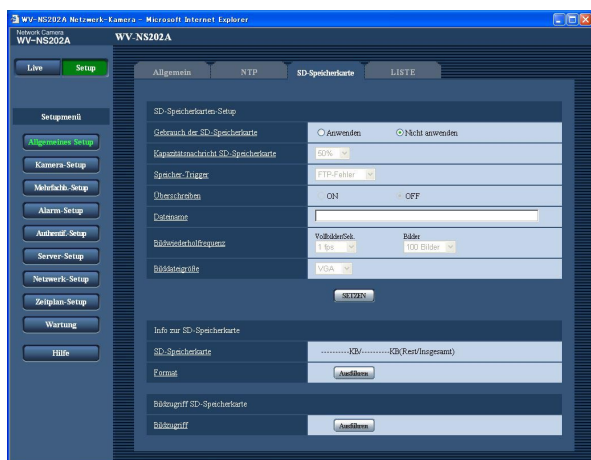 WV-NS202A Netzwerk-Kamera - Microsoft Internet Explorer
Network Camera
WV-NS202A
WV-NS202A
Live Setup
Allgemein NTP SD-Speicherkarte LISTE
Setupmenü
Allgemeines Setup
Kamera-Setup
Mehrfachb.-Setup
Alarm-Setup
Authentif.-Setup
Server-Setup
Netzwerk-Setup
Zeitplan-Setup
Wartung
Hilfe
SD-Speicherkarten-Setup
Gebrauch der SD-Speicherkarte Anwenden Nicht anwenden
Kapazitätsnachricht SD-Speicherkarte 50%
Speicher-Trigger FTP-Fehler
Überschreiben ON OFF
Dateiname
Bildwiederholfrequenz Vollbilder/Sek. 1 fps Bilder 100 Bilder
Bilddateigröße VGA
SETZEN
Info zur SD-Speicherkarte
SD-Speicherkarte ----------KB/----------KB(Rest/Insgesamt)
Format Ausführen
Bildzugriff SD-Speicherkarte
Bildzugriff Ausführen